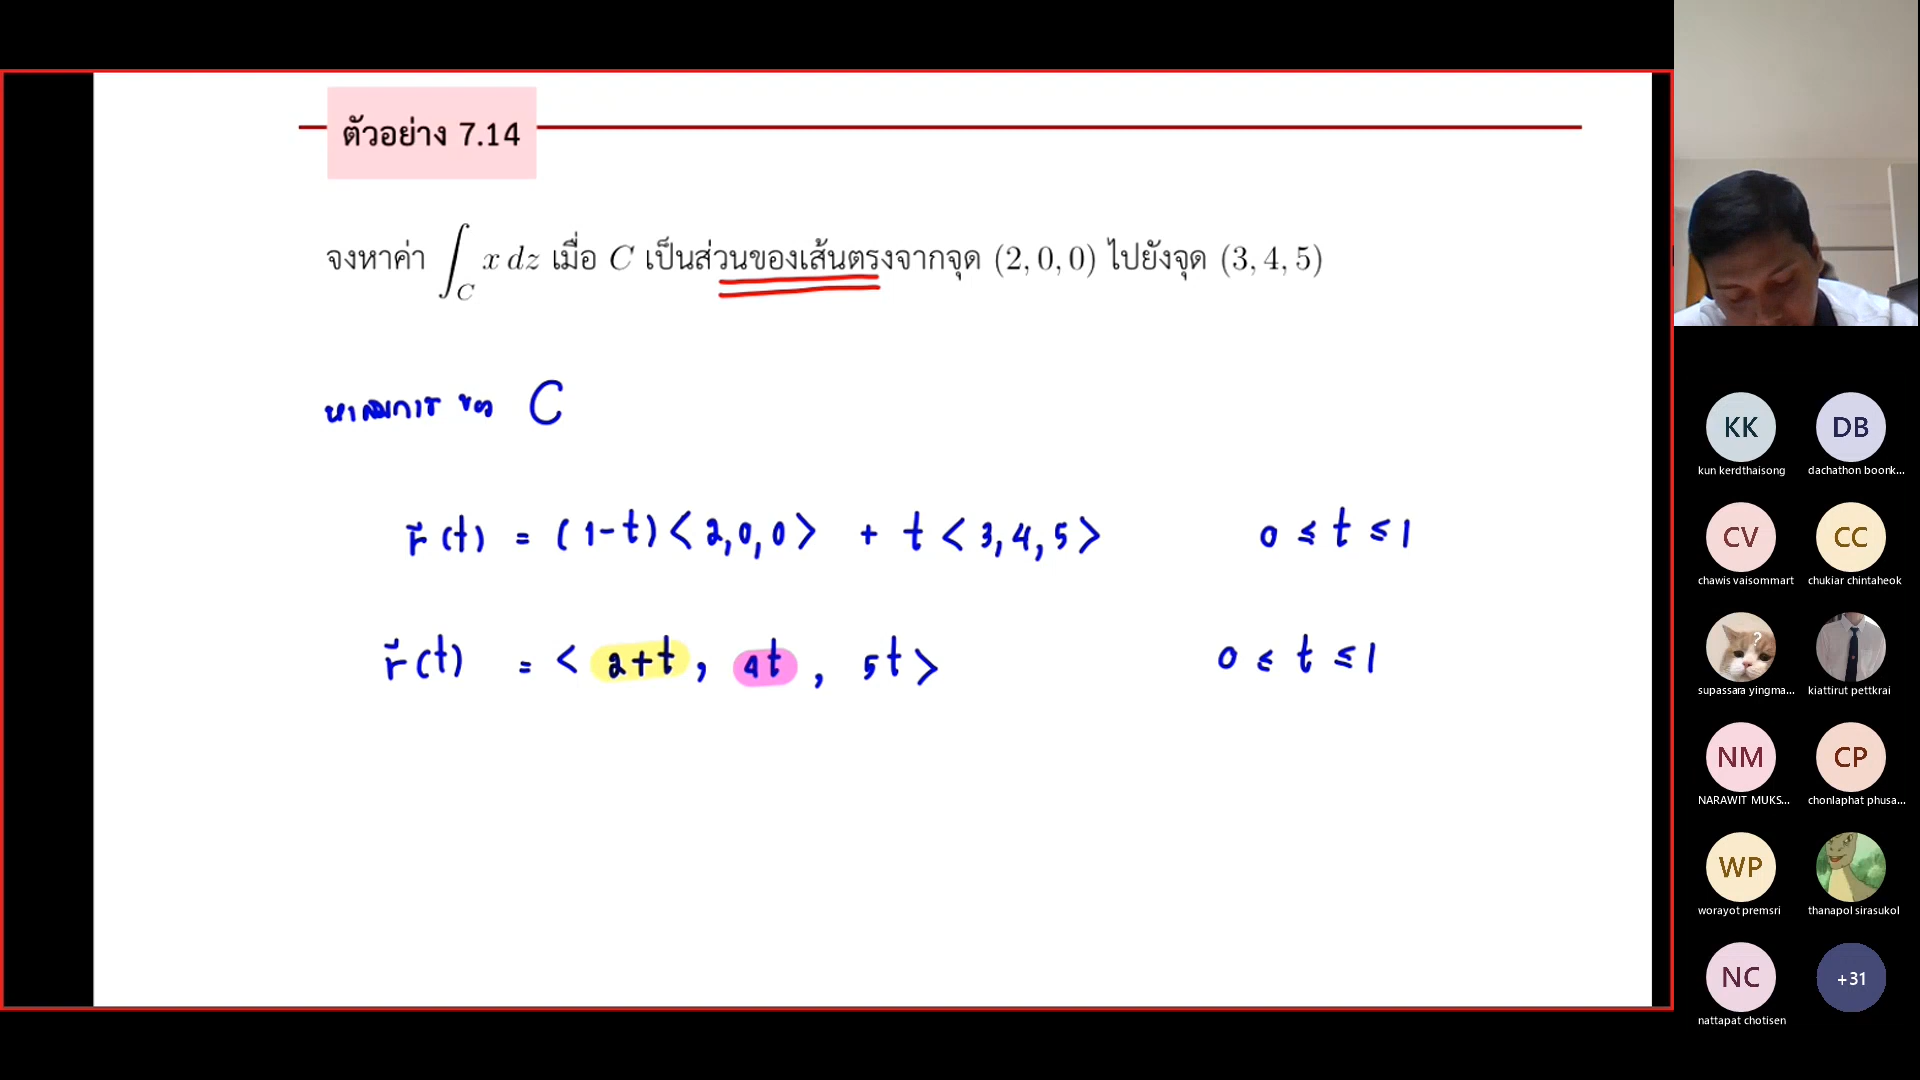 ตัวอย่าง 7.14
จงหาค่า ∫_C x dz เมื่อ C เป็นส่วนของเส้นตรงจากจุด (2, 0, 0) ไปยังจุด (3, 4, 5)
หาสมการ ของ C
r⃗(t) = (1-t)<2,0,0> + t<3,4,5> 0 ≤ t ≤ 1
r⃗(t) = <2+t, 4t, 5t> 0 ≤ t ≤ 1
KK DB
kun kerdthaisong dachathon boonk...
CV CC
chawis vaisommart chukiar chintaheok
?
supassara yingma... kiattirut pettkrai
NM CP
NARAWIT MUKS... chonlaphat phusa...
WP
worayot premsri thanapol sirasukol
NC +31
nattapat chotisen